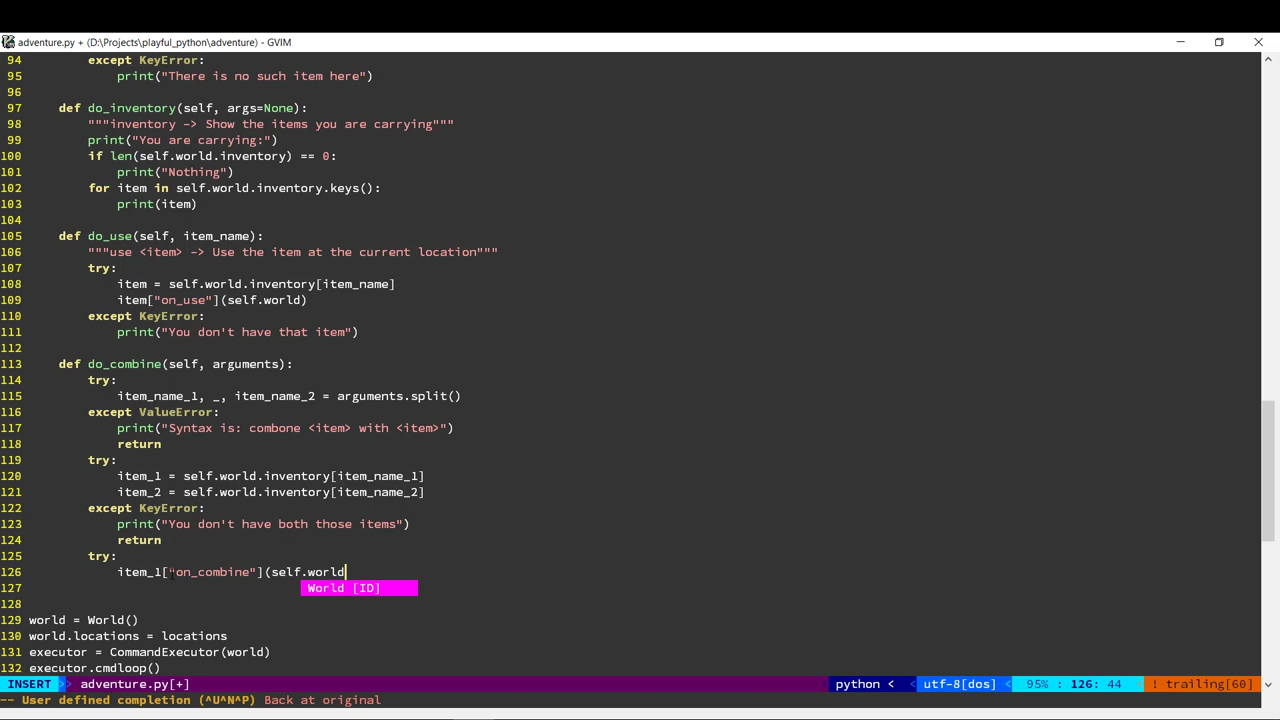 adventure.py + (D:\Projects\playful_python\adventure) - GVIM
94         except KeyError:
95             print("There is no such item here")
96
97     def do_inventory(self, args=None):
98         """inventory -> Show the items you are carrying"""
99         print("You are carrying:")
100         if len(self.world.inventory) == 0:
101             print("Nothing")
102         for item in self.world.inventory.keys():
103             print(item)
104
105     def do_use(self, item_name):
106         """use <item> -> Use the item at the current location"""
107         try:
108             item = self.world.inventory[item_name]
109             item["on_use"](self.world)
110         except KeyError:
111             print("You don't have that item")
112
113     def do_combine(self, arguments):
114         try:
115             item_name_1, _, item_name_2 = arguments.split()
116         except ValueError:
117             print("Syntax is: combone <item> with <item>")
118             return
119         try:
120             item_1 = self.world.inventory[item_name_1]
121             item_2 = self.world.inventory[item_name_2]
122         except KeyError:
123             print("You don't have both those items")
124             return
125         try:
126             item_1["on_combine"](self.world
127 World [ID]
128
129 world = World()
130 world.locations = locations
131 executor = CommandExecutor(world)
132 executor.cmdloop()
INSERT adventure.py[+] python < utf-8[dos] 95% : 126: 44 ! trailing[60]
-- User defined completion (^U^N^P) Back at original